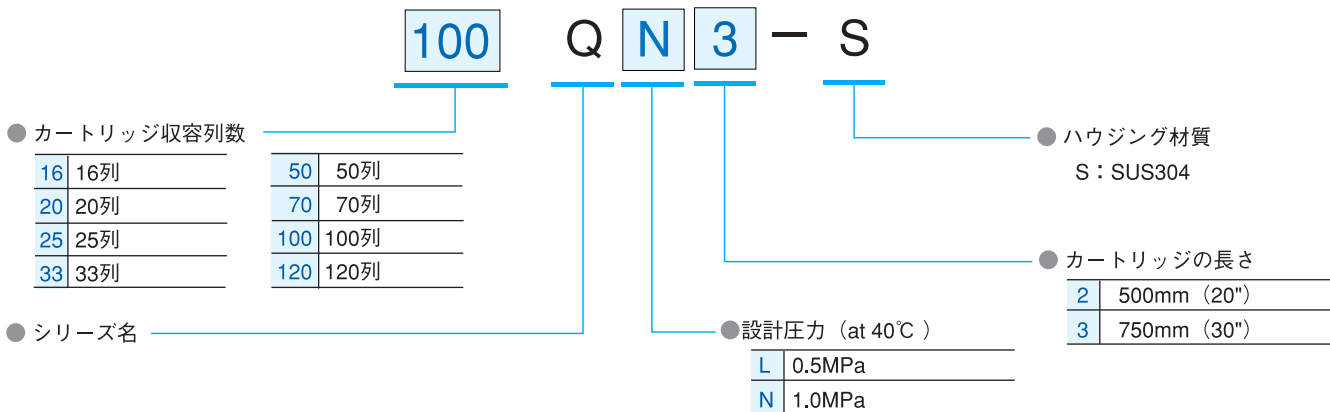 100 Q N 3 － S
● カートリッジ収容列数
16 16列
20 20列
25 25列
33 33列
50 50列
70 70列
100 100列
120 120列
● ハウジング材質
S：SUS304
● カートリッジの長さ
2 500mm（20"）
3 750mm（30"）
● シリーズ名
●設計圧力（at 40℃ ）
L 0.5MPa
N 1.0MPa